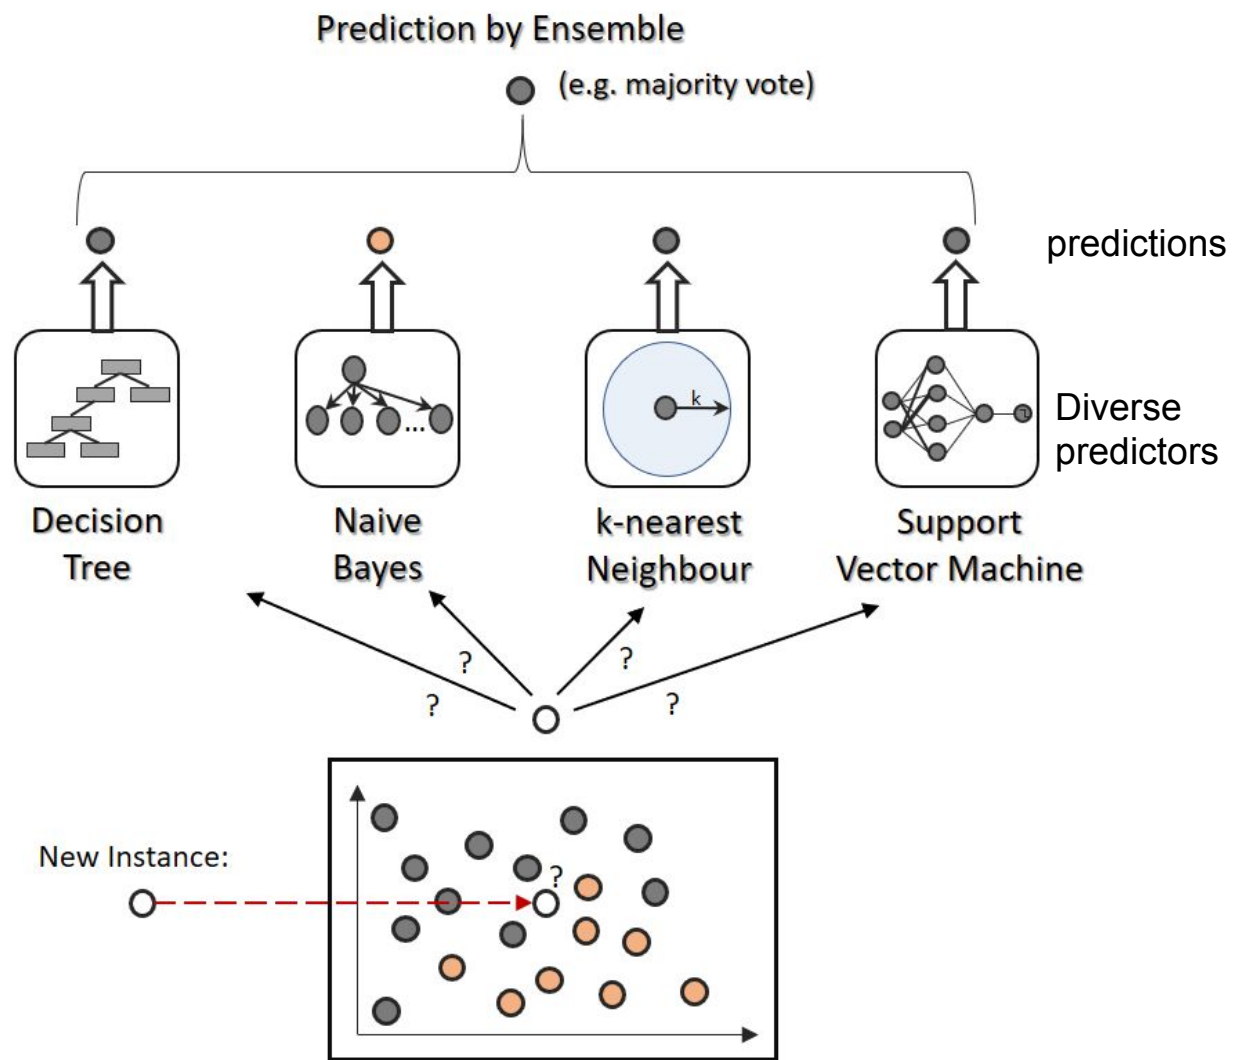 Prediction by Ensemble
(e.g. majority vote)
predictions
k
...
Diverse
predictors
Decision
Tree
Naive
Bayes
k-nearest
Neighbour
Support
Vector Machine
?
?
?
?
New Instance:
?